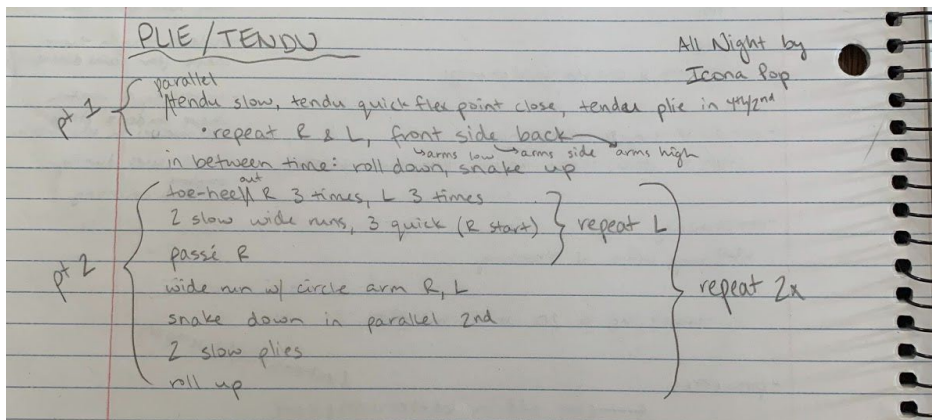 PLIE/TENDU
All Night by
Icona Pop
pt 1
parallel
tendu slow, tendu quick flex point close, tendu plie in 4th/2nd
• repeat R & L, front side back
→arms low →arms side arms high
in between time: roll down, snake up
pt 2
toe-heel out R 3 times, L 3 times
2 slow wide runs, 3 quick (R start) } repeat L
passé R
wide run w/ circle arm R, L
repeat 2x
snake down in parallel 2nd
2 slow plies
roll up